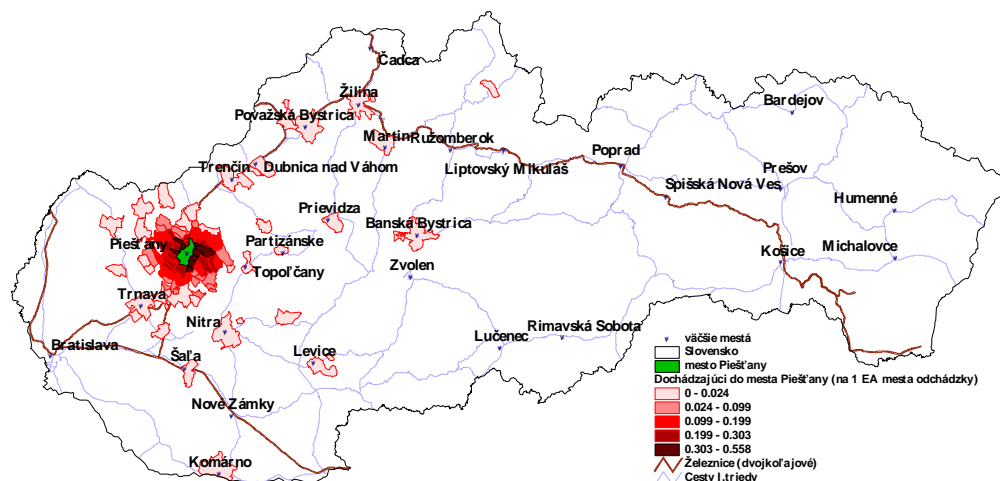 Čadca
Žilina
Bardejov
Považská Bystrica
Martin
Ružomberok
Poprad
Trenčín
Dubnica nad Váhom
Liptovský Mikuláš
Prešov
Spišská Nová Ves
Humenné
Prievidza
Banská Bystrica
Piešťany
Partizánske
Košice
Michalovce
Topoľčany
Zvolen
Trnava
Nitra
Rimavská Sobota
Lučenec
Bratislava
Šaľa
Levice
Nové Zámky
Komárno
väčšie mestá
Slovensko
mesto Piešťany
Dochádzajúci do mesta Piešťany (na 1 EA mesta odchádzky)
0 - 0.024
0.024 - 0.099
0.099 - 0.199
0.199 - 0.303
0.303 - 0.558
Železnice (dvojkoľajové)
Cesty I.triedy